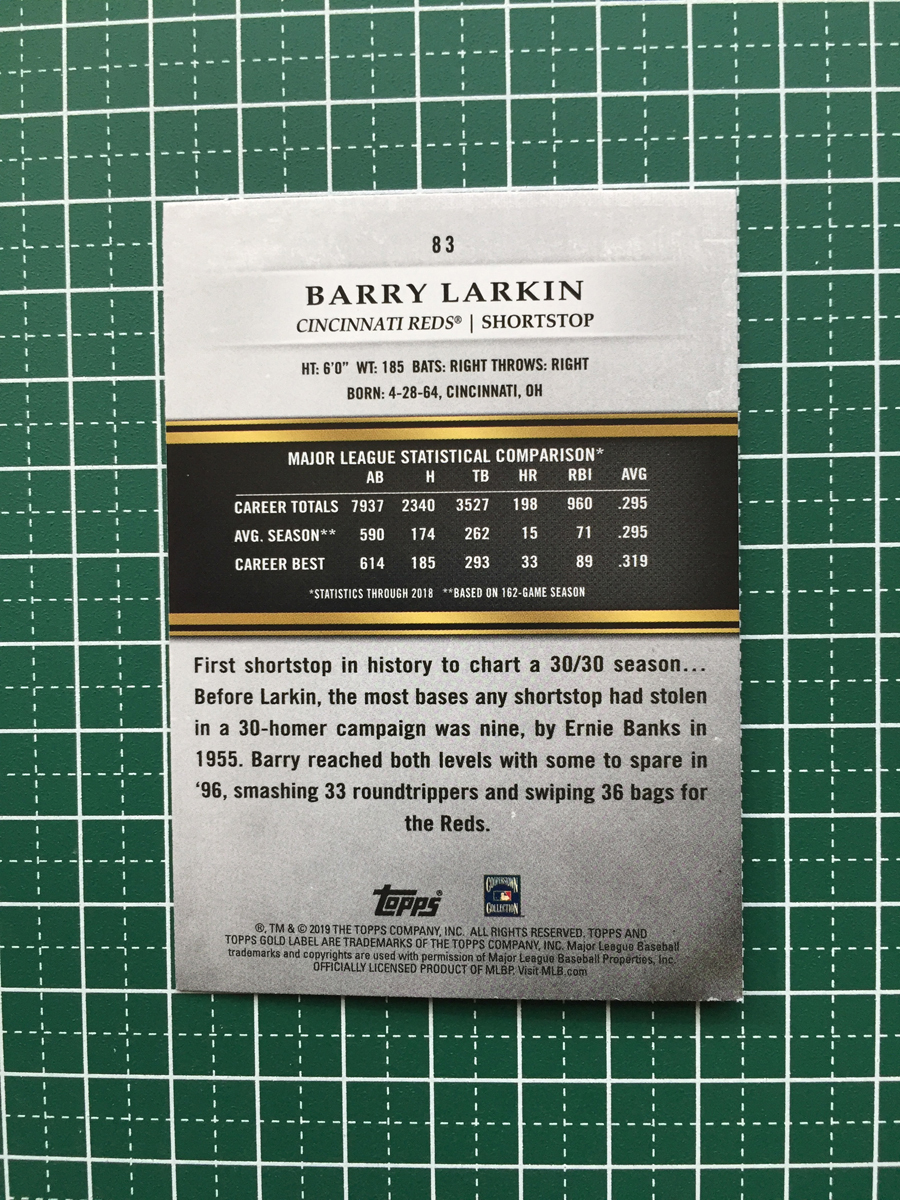 83
BARRY LARKIN
CINCINNATI REDS® | SHORTSTOP
HT: 6'0" WT: 185 BATS: RIGHT THROWS: RIGHT
BORN: 4-28-64, CINCINNATI, OH
MAJOR LEAGUE STATISTICAL COMPARISON*
AB H TB HR RBI AVG
CAREER TOTALS 7937 2340 3527 198 960 .295
AVG. SEASON** 590 174 262 15 71 .295
CAREER BEST 614 185 293 33 89 .319
*STATISTICS THROUGH 2018 **BASED ON 162-GAME SEASON
First shortstop in history to chart a 30/30 season...
Before Larkin, the most bases any shortstop had stolen
in a 30-homer campaign was nine, by Ernie Banks in
1955. Barry reached both levels with some to spare in
‘96, smashing 33 roundtrippers and swiping 36 bags for
the Reds.
Topps®
COOPERSTOWN
COLLECTION
®, TM & © 2019 THE TOPPS COMPANY, INC. ALL RIGHTS RESERVED. TOPPS AND
TOPPS GOLD LABEL ARE TRADEMARKS OF THE TOPPS COMPANY, INC. Major League Baseball
trademarks and copyrights are used with permission of Major League Baseball Properties, Inc.
OFFICIALLY LICENSED PRODUCT OF MLBP. Visit MLB.com